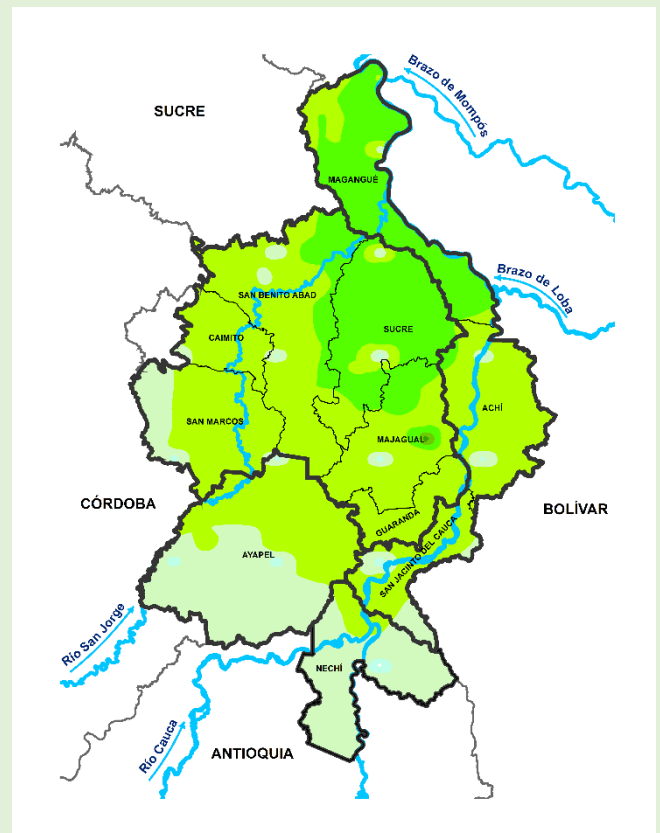 SUCRE
Brazo de Mompós
MAGANGUÉ
Brazo de Loba
SAN BENITO ABAD
SUCRE
CAIMITO
ACHÍ
SAN MARCOS
MAJAGUAL
CÓRDOBA
BOLÍVAR
GUARANDA
AYAPEL
SAN JACINTO DEL CAUCA
Río San Jorge
NECHÍ
Río Cauca
ANTIOQUIA